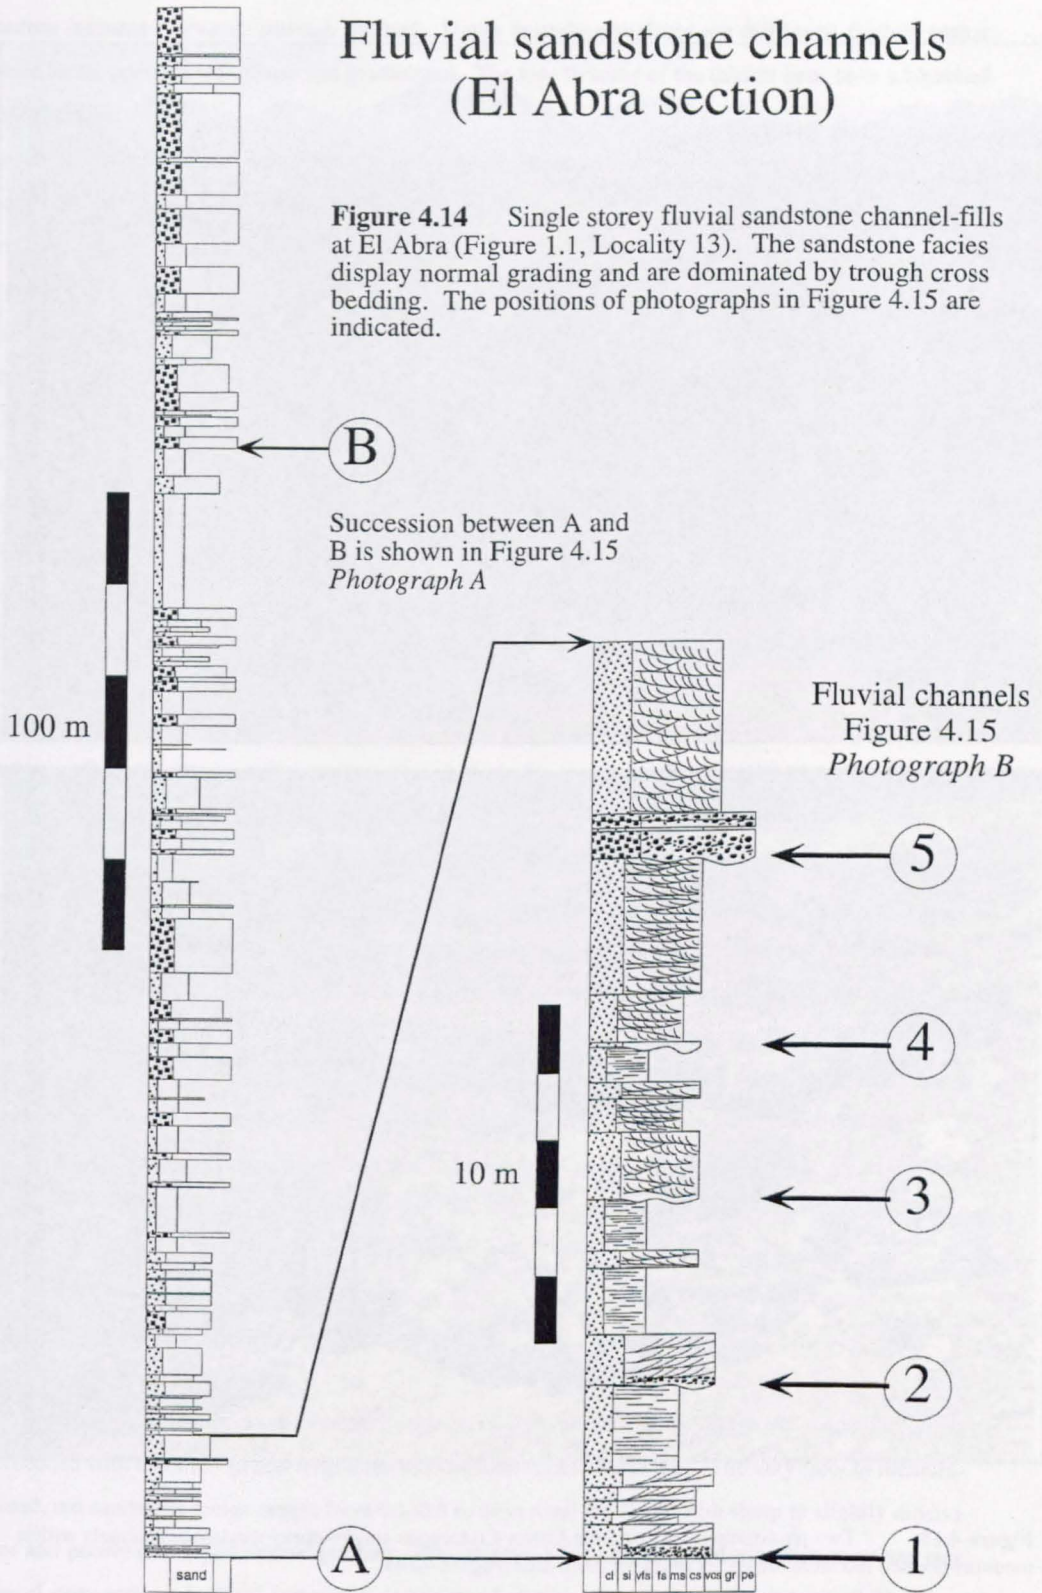 Fluvial sandstone channels
(El Abra section)
Figure 4.14 Single storey fluvial sandstone channel-fills
at El Abra (Figure 1.1, Locality 13). The sandstone facies
display normal grading and are dominated by trough cross
bedding. The positions of photographs in Figure 4.15 are
indicated.
B
Succession between A and
B is shown in Figure 4.15
Photograph A
100 m
Fluvial channels
Figure 4.15
Photograph B
5
4
10 m
3
2
A
1
sand
cl si vfs fs ms cs vcs gr pe